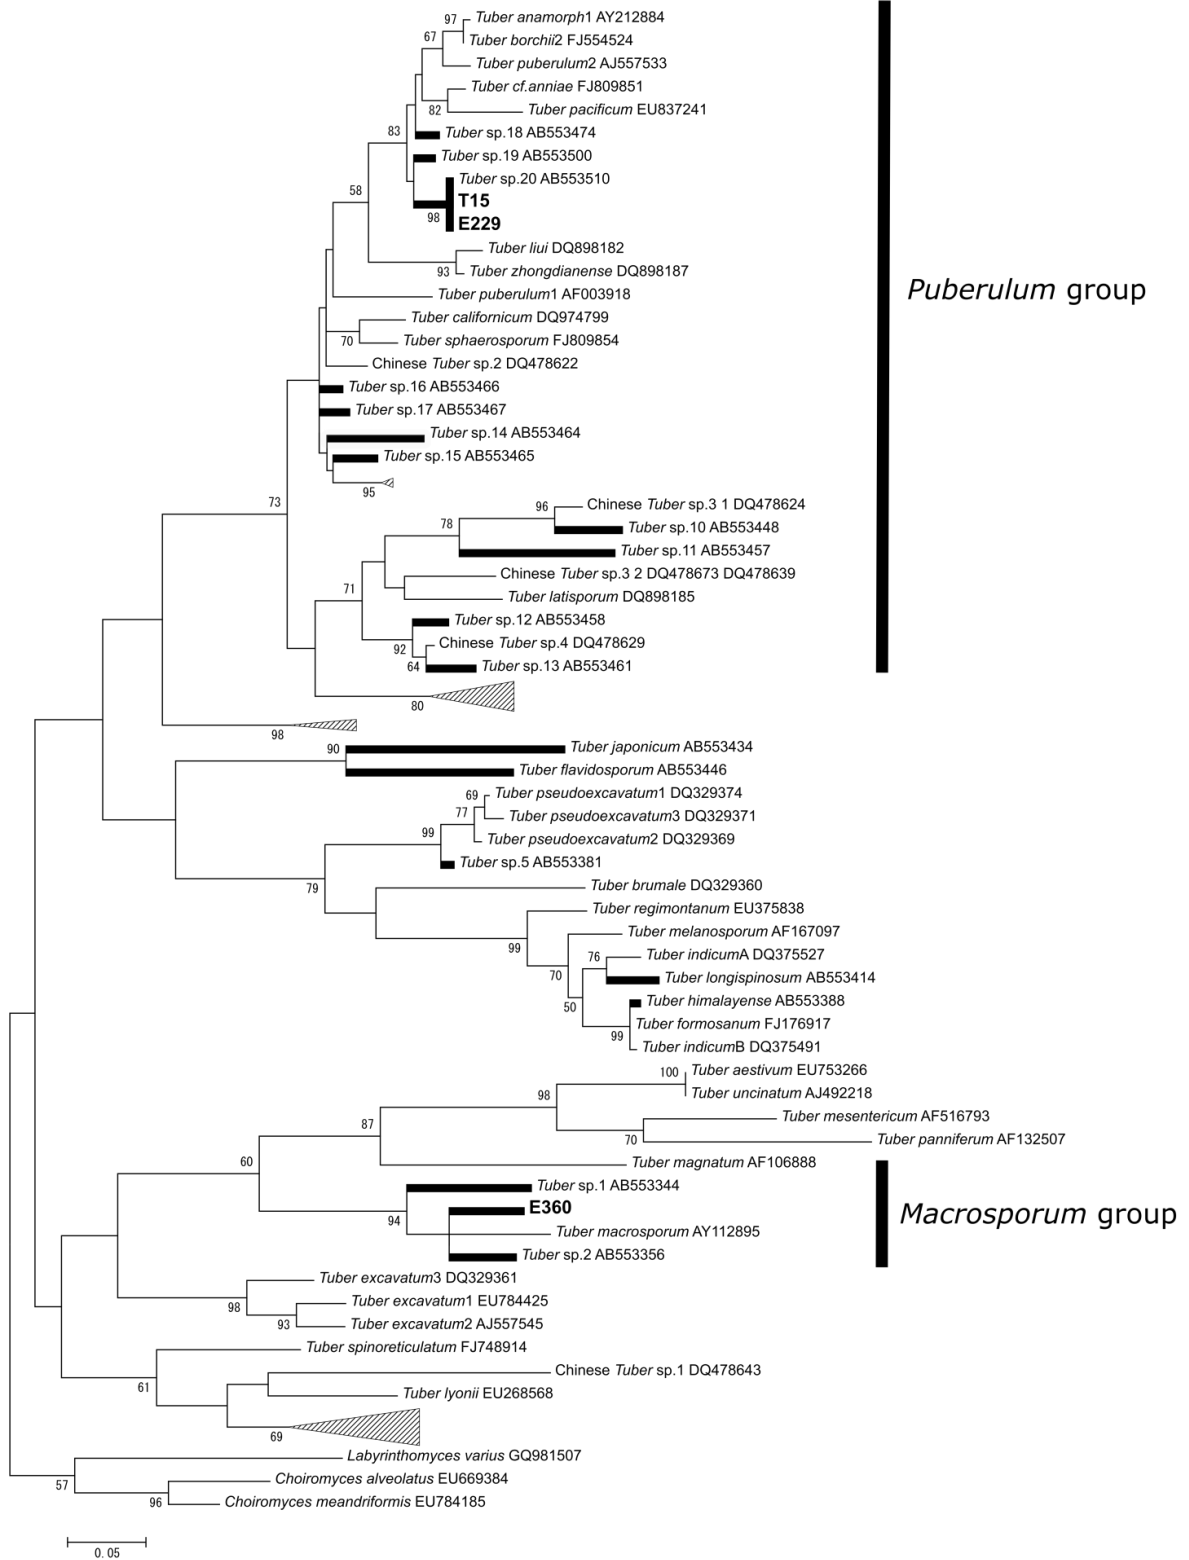 97 Tuber anamorph1 AY212884
67 Tuber borchii2 FJ554524
Tuber puberulum2 AJ557533
Tuber cf.anniae FJ809851
82 Tuber pacificum EU837241
83 Tuber sp.18 AB553474
Tuber sp.19 AB553500
58 Tuber sp.20 AB553510
T15
98 E229
Tuber liui DQ898182
93 Tuber zhongdianense DQ898187
Tuber puberulum1 AF003918
Puberulum group
Tuber californicum DQ974799
70 Tuber sphaerosporum FJ809854
Chinese Tuber sp.2 DQ478622
Tuber sp.16 AB553466
Tuber sp.17 AB553467
Tuber sp.14 AB553464
Tuber sp.15 AB553465
95
73
96 Chinese Tuber sp.3 1 DQ478624
78 Tuber sp.10 AB553448
Tuber sp.11 AB553457
Chinese Tuber sp.3 2 DQ478673 DQ478639
71 Tuber latisporum DQ898185
Tuber sp.12 AB553458
92 Chinese Tuber sp.4 DQ478629
64 Tuber sp.13 AB553461
80
98
90 Tuber japonicum AB553434
Tuber flavidosporum AB553446
69 Tuber pseudoexcavatum1 DQ329374
77 Tuber pseudoexcavatum3 DQ329371
99 Tuber pseudoexcavatum2 DQ329369
Tuber sp.5 AB553381
79 Tuber brumale DQ329360
Tuber regimontanum EU375838
99 Tuber melanosporum AF167097
76 Tuber indicumA DQ375527
70 Tuber longispinosum AB553414
50 Tuber himalayense AB553388
99 Tuber formosanum FJ176917
Tuber indicumB DQ375491
100 Tuber aestivum EU753266
98 Tuber uncinatum AJ492218
87 Tuber mesentericum AF516793
70 Tuber panniferum AF132507
60 Tuber magnatum AF106888
Tuber sp.1 AB553344
94 E360
Macrosporum group
Tuber macrosporum AY112895
Tuber sp.2 AB553356
Tuber excavatum3 DQ329361
98 Tuber excavatum1 EU784425
93 Tuber excavatum2 AJ557545
Tuber spinoreticulatum FJ748914
61 Chinese Tuber sp.1 DQ478643
Tuber lyonii EU268568
69
Labyrinthomyces varius GQ981507
57 Choiromyces alveolatus EU669384
96 Choiromyces meandriformis EU784185
0.05